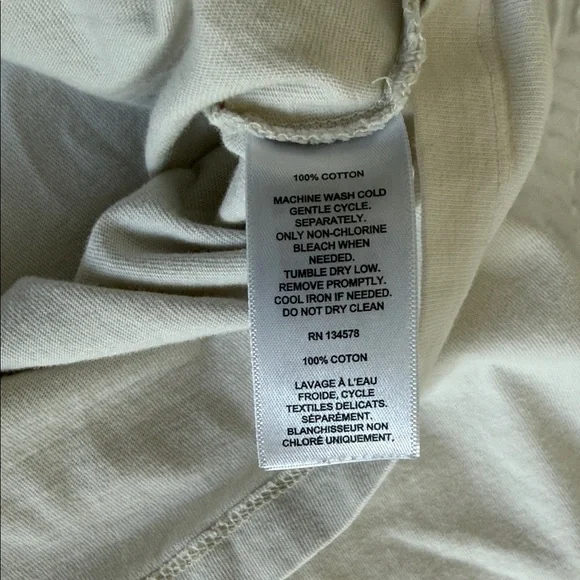 100% COTTON
MACHINE WASH COLD
GENTLE CYCLE.
SEPARATELY.
ONLY NON-CHLORINE
BLEACH WHEN
NEEDED.
TUMBLE DRY LOW.
REMOVE PROMPTLY.
COOL IRON IF NEEDED.
DO NOT DRY CLEAN
RN 134578
100% COTON
LAVAGE À L'EAU
FROIDE, CYCLE
TEXTILES DELICATS.
SÉPARÉMENT.
BLANCHISSEUR NON
CHLORÉ UNIQUEMENT.